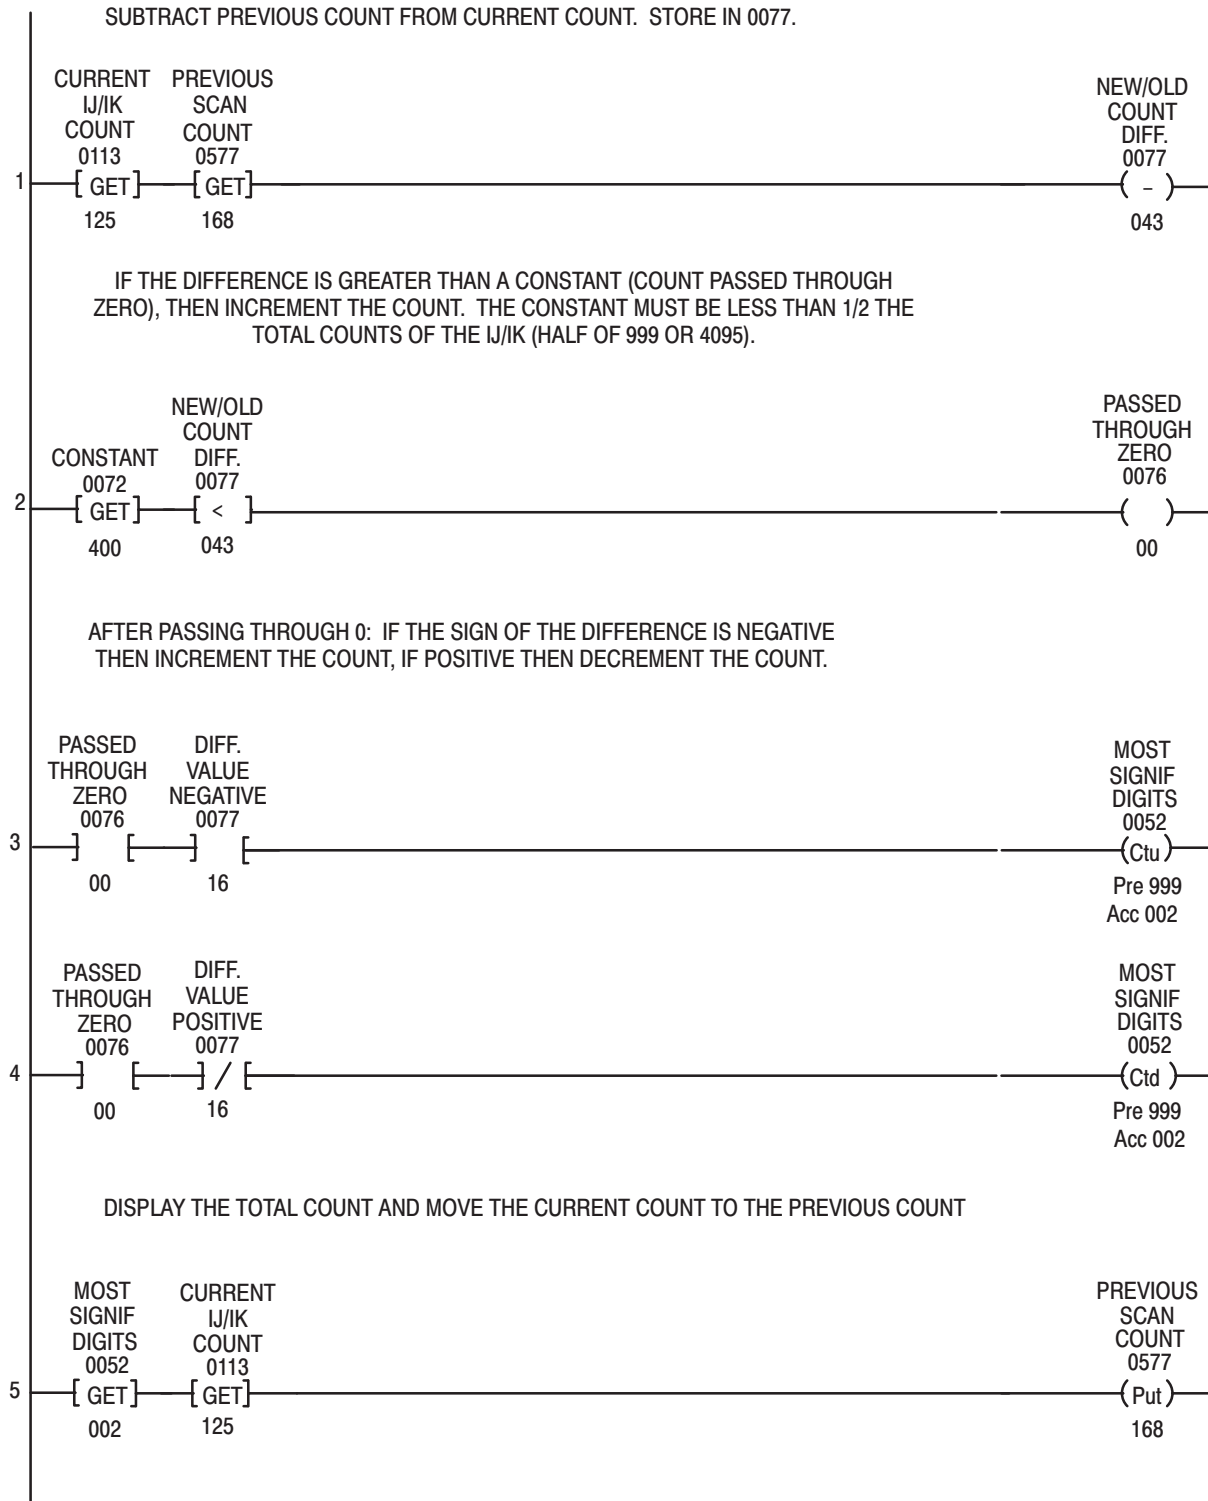 SUBTRACT PREVIOUS COUNT FROM CURRENT COUNT. STORE IN 0077.
CURRENT
IJ/IK
COUNT
0113
PREVIOUS
SCAN
COUNT
0577
NEW/OLD
COUNT
DIFF.
0077
1
GET
GET
–
125
168
043
IF THE DIFFERENCE IS GREATER THAN A CONSTANT (COUNT PASSED THROUGH
ZERO), THEN INCREMENT THE COUNT. THE CONSTANT MUST BE LESS THAN 1/2 THE
TOTAL COUNTS OF THE IJ/IK (HALF OF 999 OR 4095).
CONSTANT
0072
NEW/OLD
COUNT
DIFF.
0077
PASSED
THROUGH
ZERO
0076
2
GET
<
400
043
00
AFTER PASSING THROUGH 0: IF THE SIGN OF THE DIFFERENCE IS NEGATIVE
THEN INCREMENT THE COUNT, IF POSITIVE THEN DECREMENT THE COUNT.
PASSED
THROUGH
ZERO
0076
DIFF.
VALUE
NEGATIVE
0077
MOST
SIGNIF
DIGITS
0052
3
Ctu
00
16
Pre 999
Acc 002
PASSED
THROUGH
ZERO
0076
DIFF.
VALUE
POSITIVE
0077
MOST
SIGNIF
DIGITS
0052
4
/
Ctd
00
16
Pre 999
Acc 002
DISPLAY THE TOTAL COUNT AND MOVE THE CURRENT COUNT TO THE PREVIOUS COUNT
MOST
SIGNIF
DIGITS
0052
CURRENT
IJ/IK
COUNT
0113
PREVIOUS
SCAN
COUNT
0577
5
GET
GET
Put
002
125
168